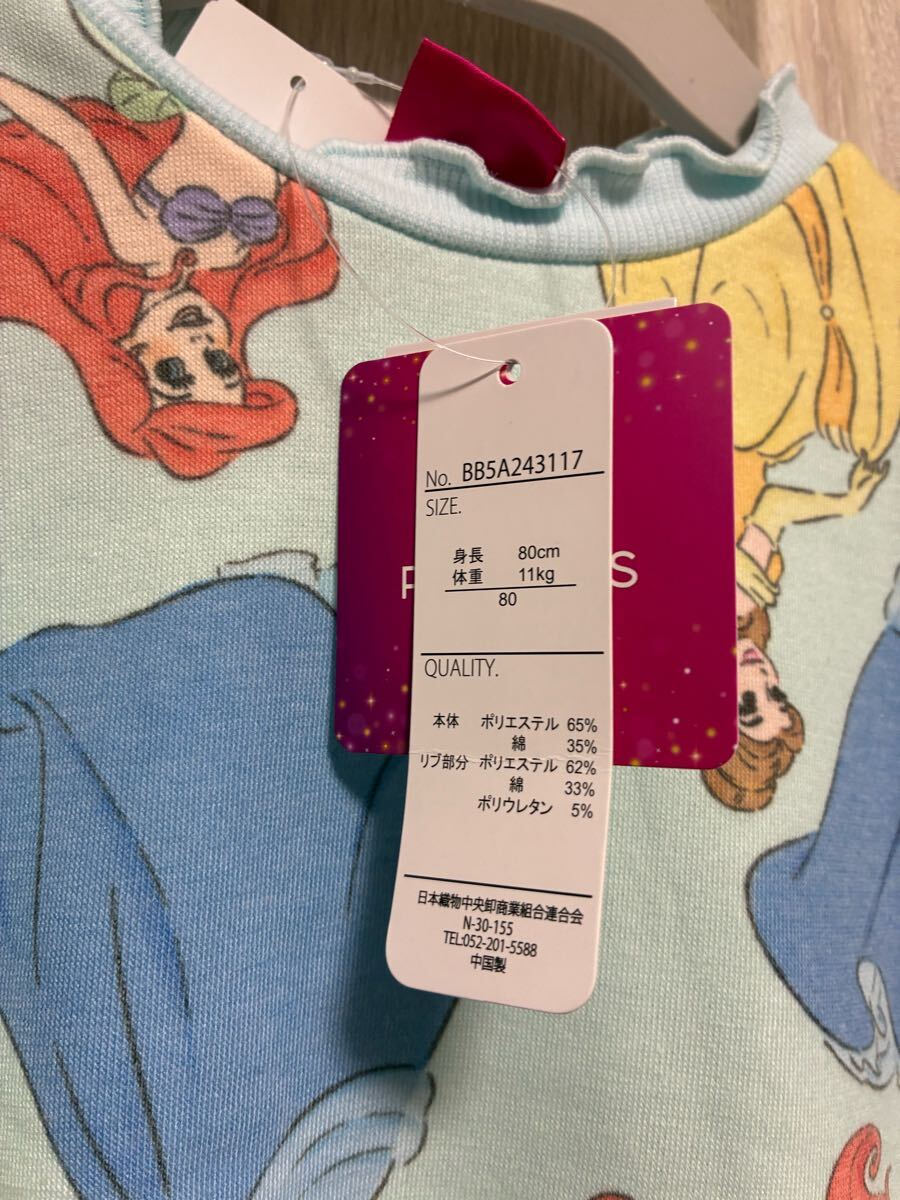 No. BB5A243117
SIZE.
身長 80cm
体重 11kg
80
QUALITY.
本体 ポリエステル 65%
綿 35%
リブ部分 ポリエステル 62%
綿 33%
ポリウレタン 5%
日本織物中央卸商業組合連合会
N-30-155
TEL:052-201-5588
中国製